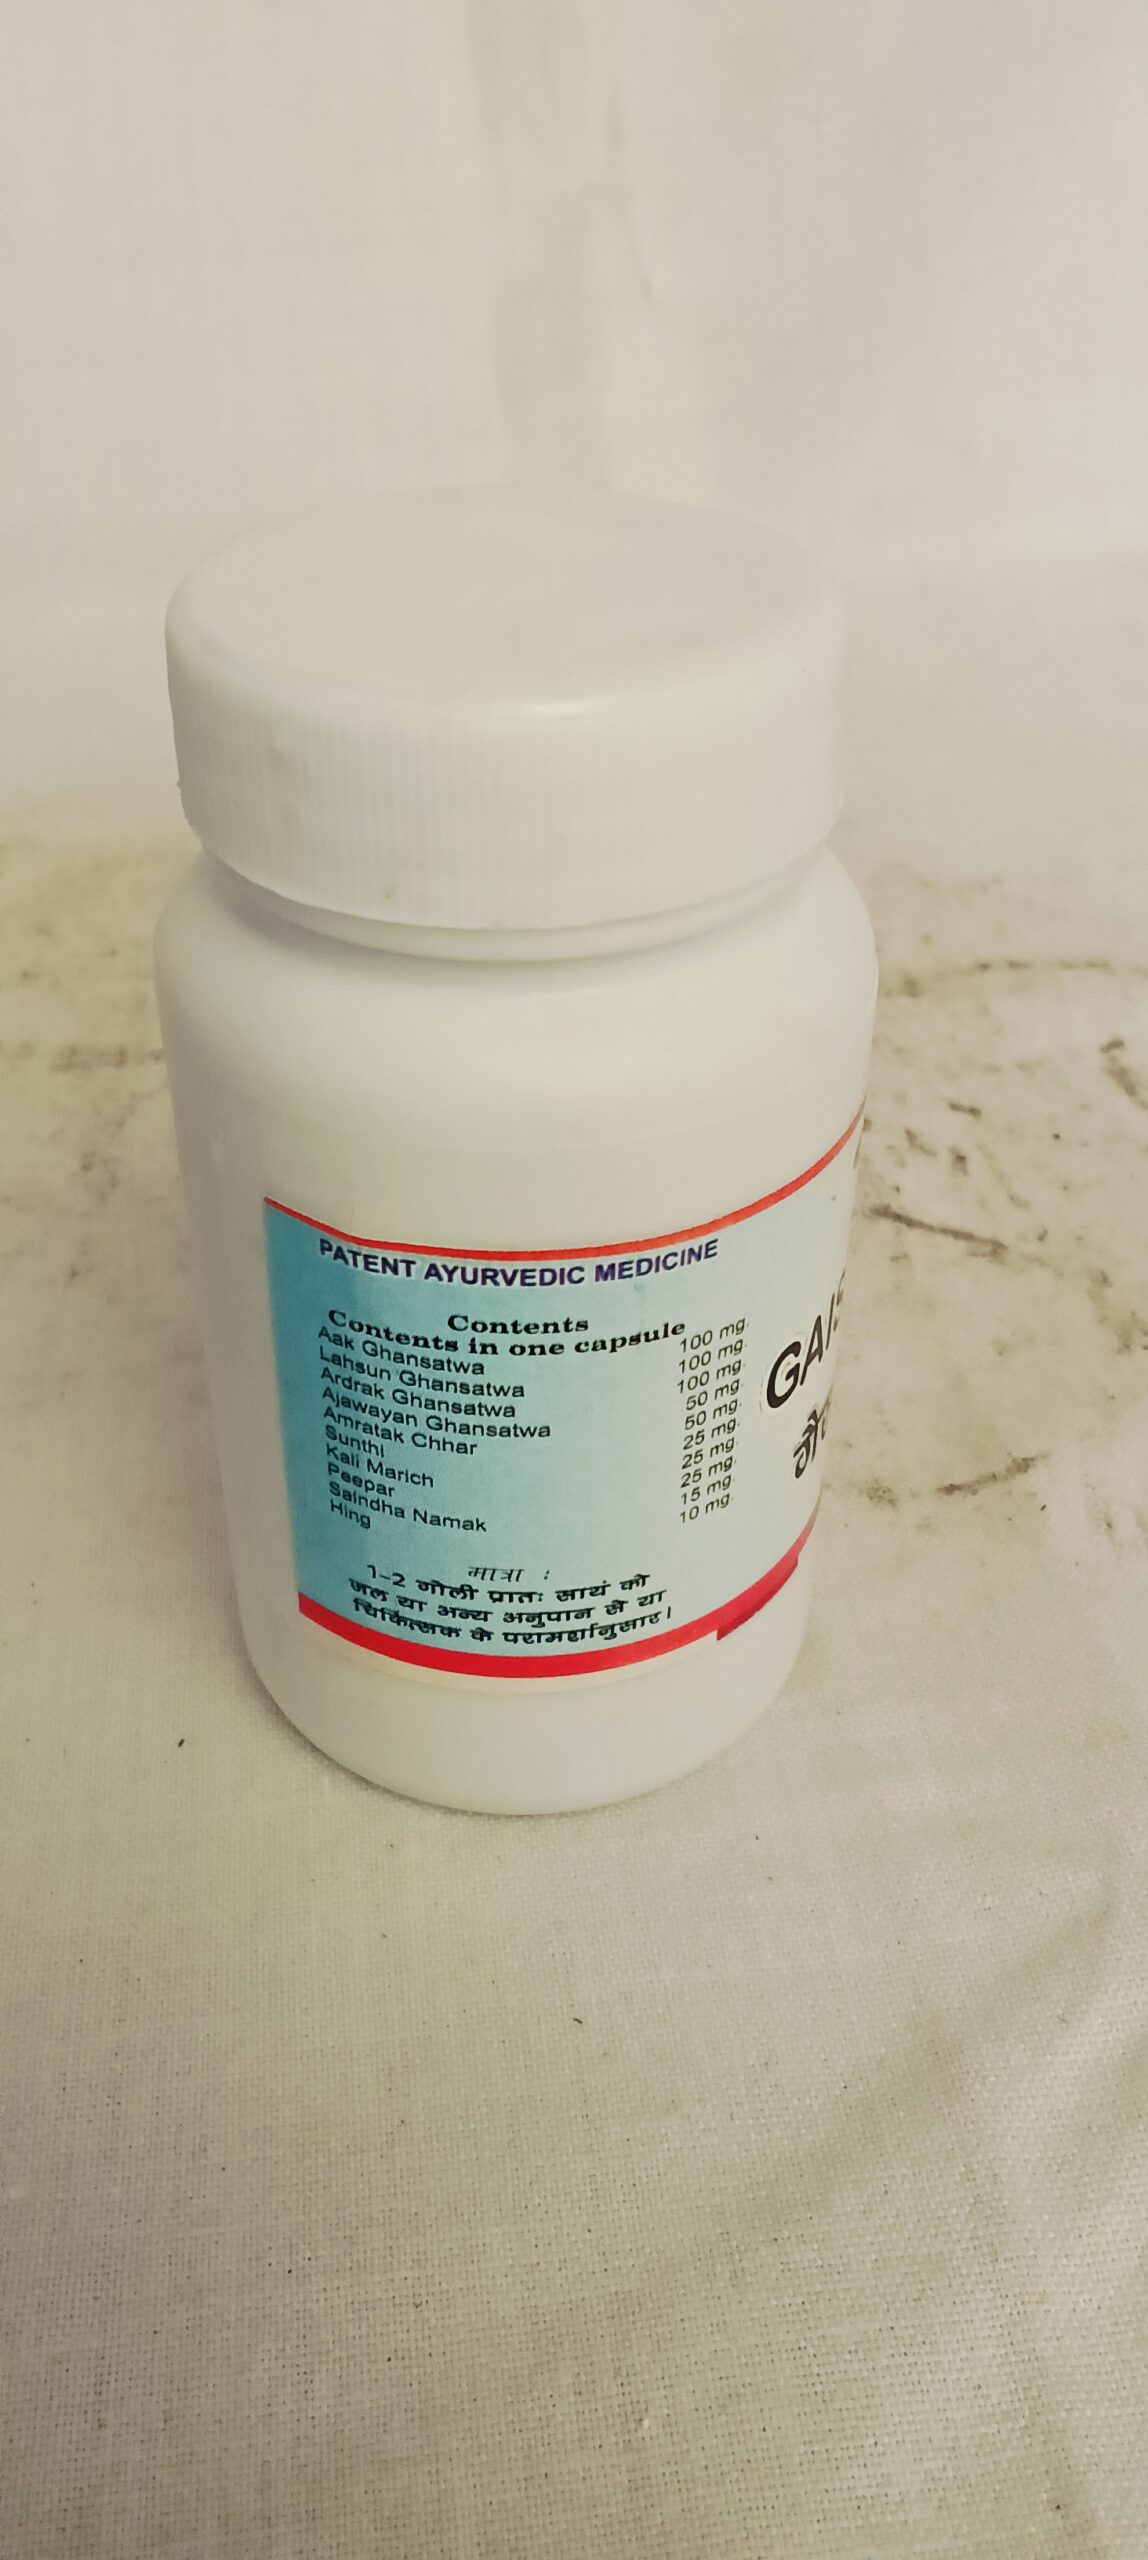 PATENT AYURVEDIC MEDICINE
Contents
Contents in one capsule
Aak Ghansatwa 100 mg.
Lahsun Ghansatwa 100 mg.
Ardrak Ghansatwa 100 mg.
Ajawayan Ghansatwa 50 mg.
Amratak Chhar 50 mg.
Sunthi 25 mg.
Kali Marich 25 mg.
Peepar 25 mg.
Saindha Namak 15 mg.
Hing 10 mg.
मात्रा :
1-2 गोली प्रातः सायं को
जल या अन्य अनुपान से या
चिकित्सक के परामर्शानुसार।